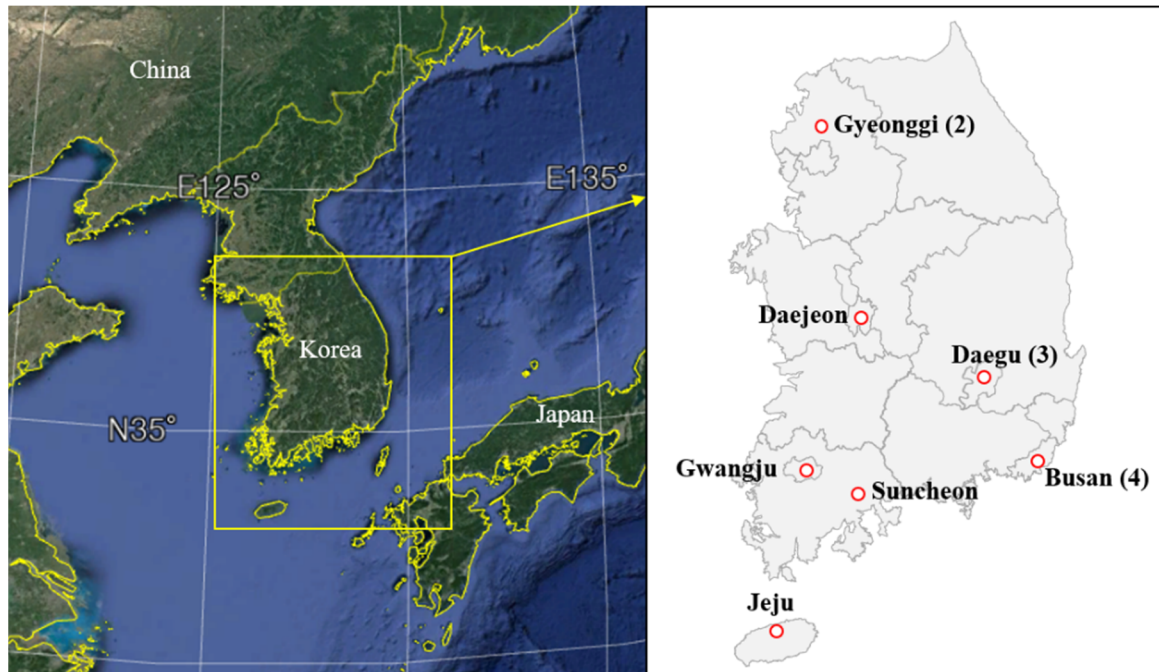 China
E125°
E135°
Korea
Japan
N35°
Gyeonggi (2)
Daejeon
Daegu (3)
Gwangju
Suncheon
Busan (4)
Jeju